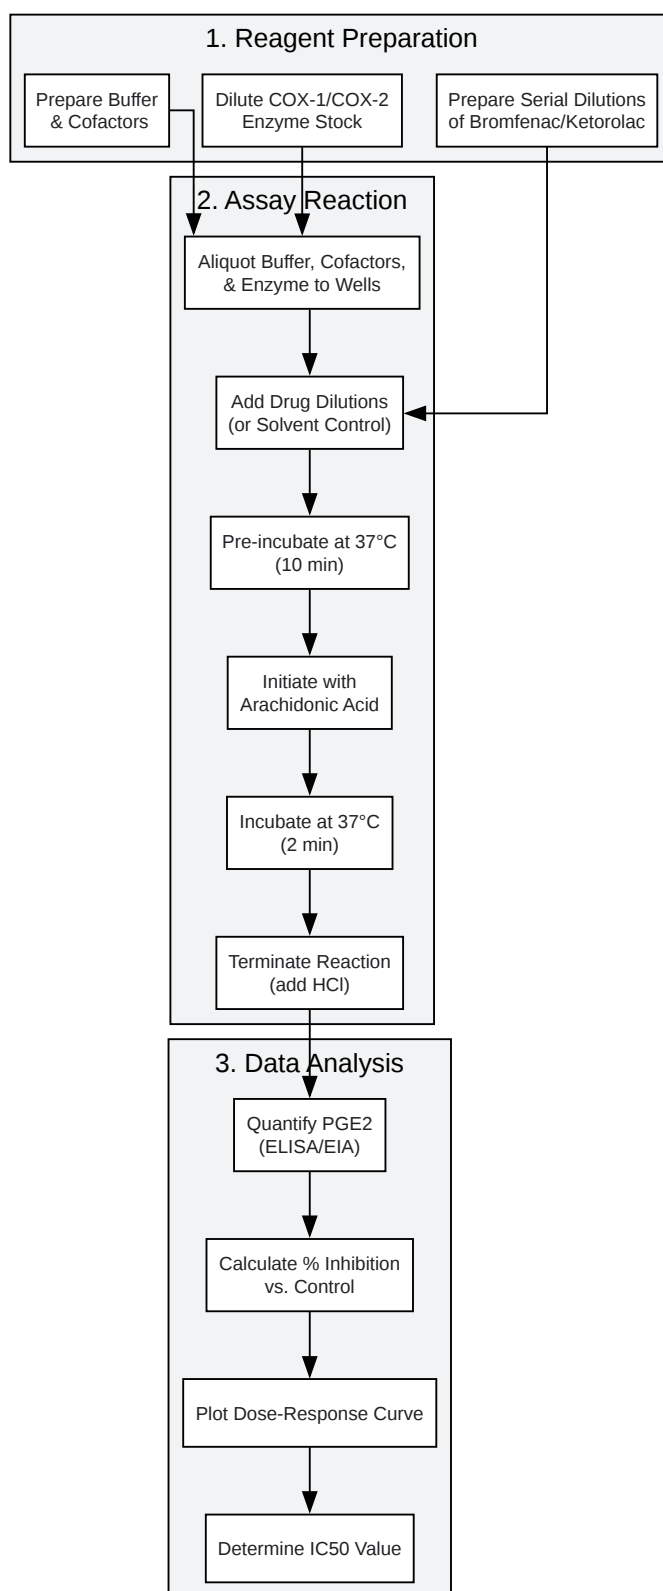 1. Reagent Preparation
Prepare Buffer
& Cofactors
Dilute COX-1/COX-2
Enzyme Stock
Prepare Serial Dilutions
of Bromfenac/Ketorolac
2. Assay Reaction
Aliquot Buffer, Cofactors,
& Enzyme to Wells
Add Drug Dilutions
(or Solvent Control)
Pre-incubate at 37°C
(10 min)
Initiate with
Arachidonic Acid
Incubate at 37°C
(2 min)
Terminate Reaction
(add HCl)
3. Data Analysis
Quantify PGE2
(ELISA/EIA)
Calculate % Inhibition
vs. Control
Plot Dose-Response Curve
Determine IC50 Value